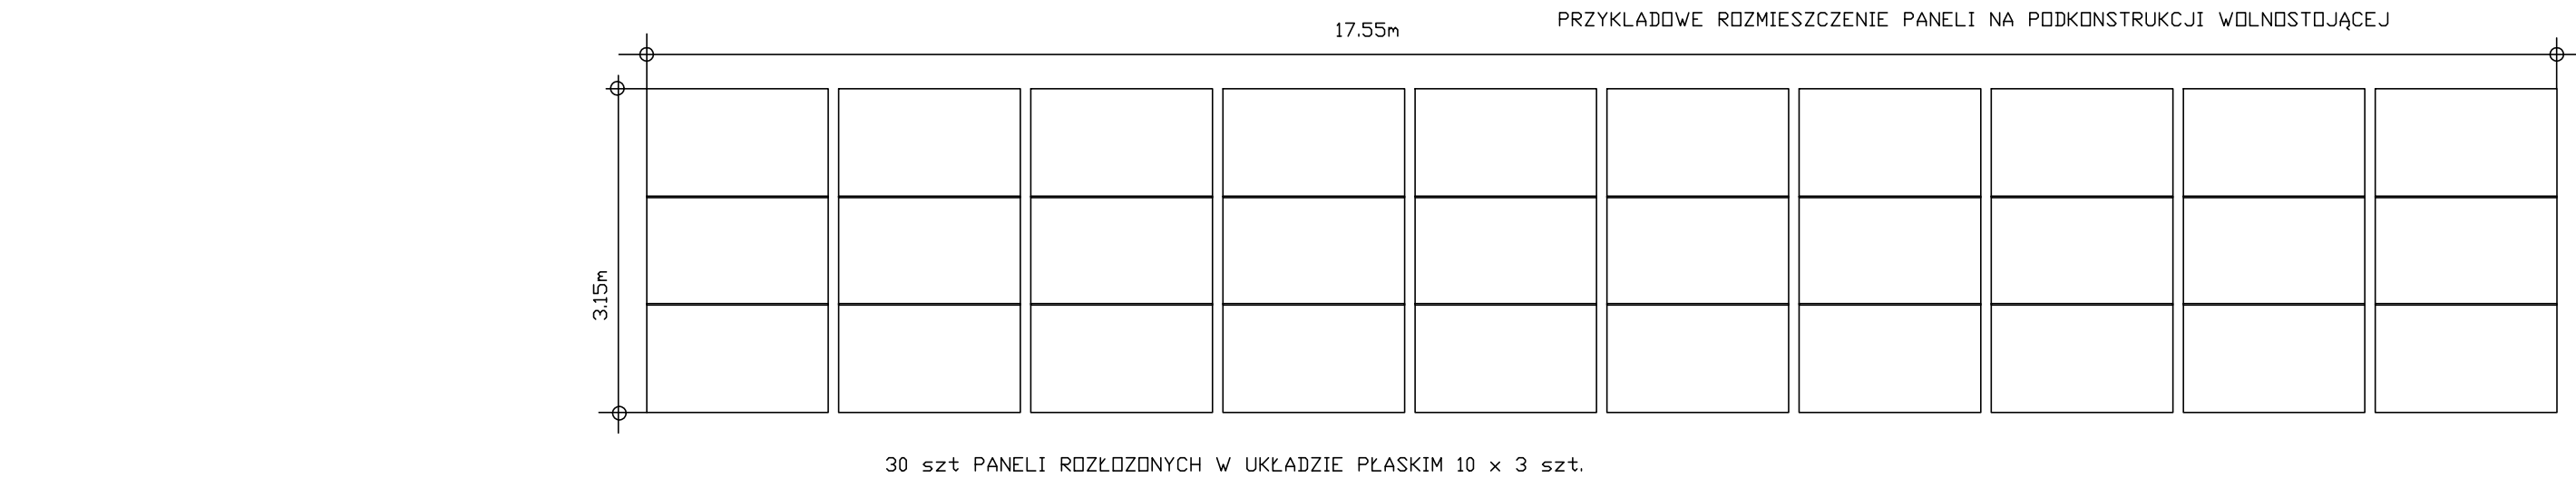 PRZYKLADOWE ROZMIESZCZENIE PANELI NA PODKONSTRUKCJI WOLNOSTOJĄCEJ
17.55m
3.15m
30 szt PANELI ROZŁOZONYCH W UKŁADZIE PŁASKIM 10 x 3 szt.